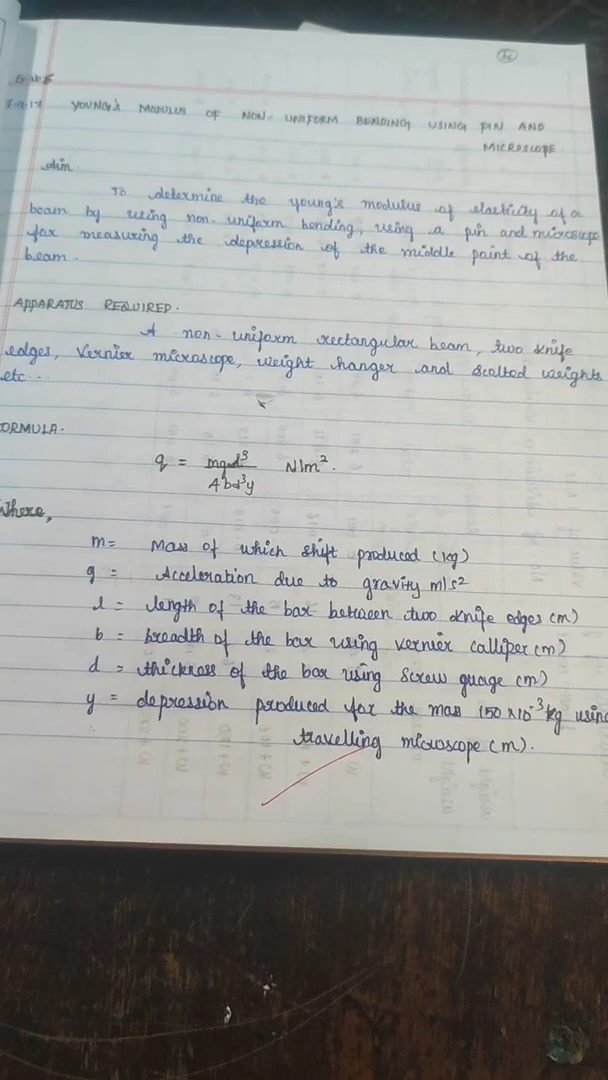 YOUNG'S MODULUS OF NON-UNIFORM BENDING USING PIN AND
MICROSCOPE
Aim.
To determine the young's modulus of elasticity of a
beam by using non-uniform bending, using a pin and microscope
for measuring the depression of the middle point of the
beam.
APPARATUS REQUIRED.
A non-uniform rectangular beam, two knife
edges, Vernier microscope, weight hanger and Scalted weights
etc...
ORMULA.
q = mgl³ / 4bd³y N/m².
Where,
m = Mass of which shift produced (kg)
g = Acceleration due to gravity m/s²
l = length of the bar between two knife edges (m)
b = breadth of the bar using vernier calliper (m)
d = thickness of the bar using screw guage (m)
y = depression produced for the mass 150 x10⁻³ kg using
travelling microscope (m).